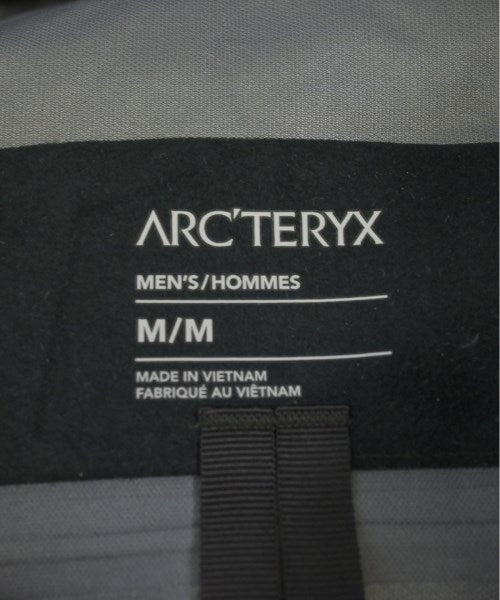 ARC'TERYX
MEN'S/HOMMES
M/M
MADE IN VIETNAM
FABRIQUÉ AU VIÊTNAM